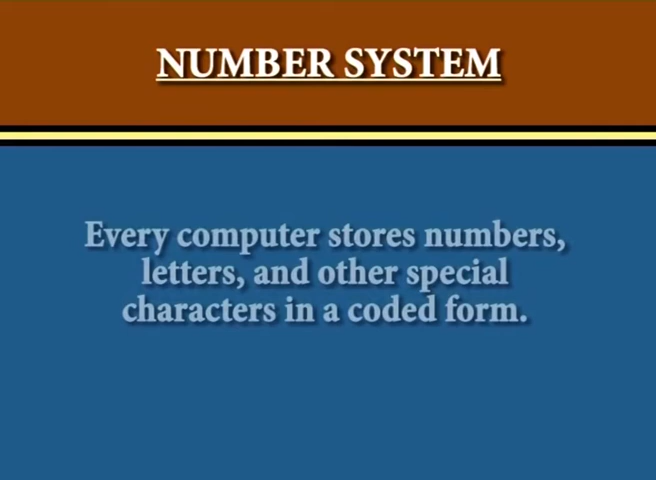 NUMBER SYSTEM
Every computer stores numbers,
letters, and other special
characters in a coded form.